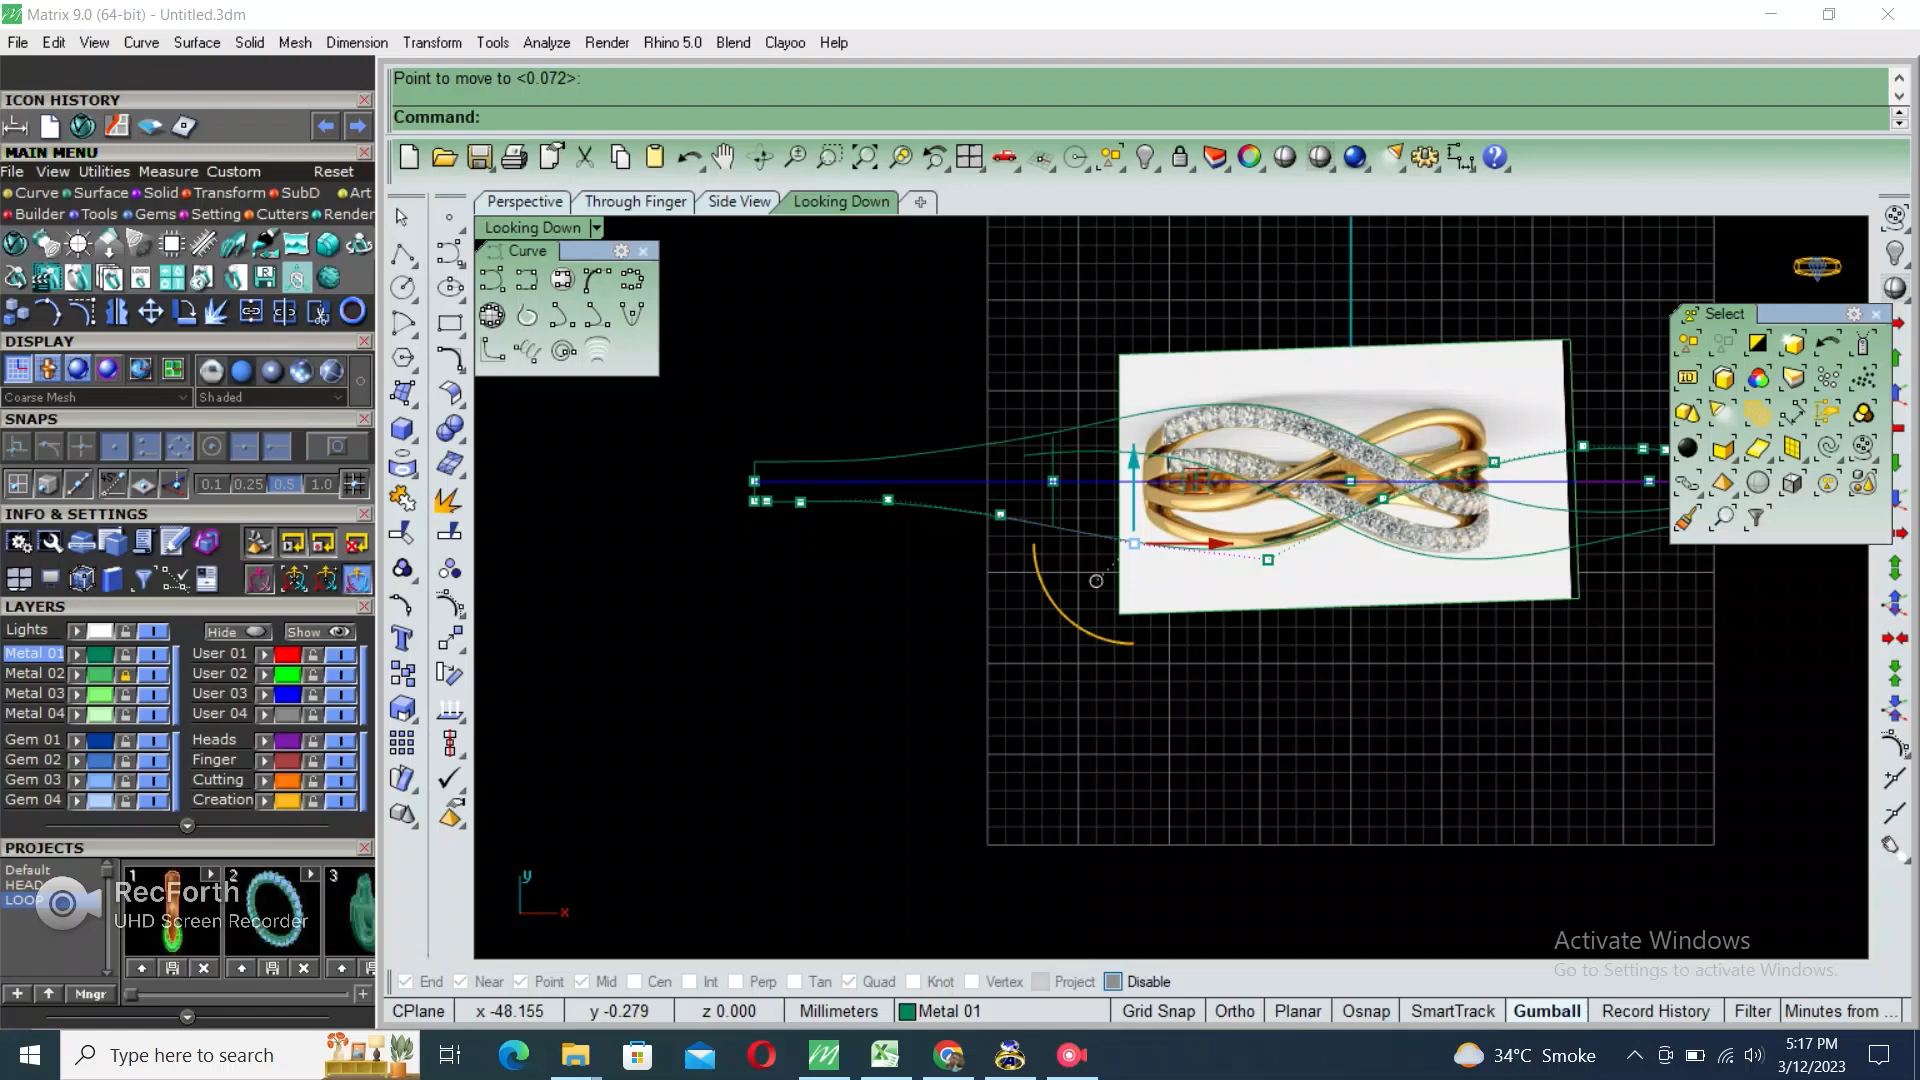 Matrix 9.0 (64-bit) - Untitled.3dm
File Edit View Curve Surface Solid Mesh Dimension Transform Tools Analyze Render Rhino 5.0 Blend Clayoo Help
Point to move to <0.072>:
Command:
ICON HISTORY
MAIN MENU
File View Utilities Measure Custom Reset
Curve Surface Solid Transform SubD Art
Builder Tools Gems Setting Cutters Render
Perspective Through Finger Side View Looking Down
Looking Down
Curve
Select
DISPLAY
Coarse Mesh Shaded
SNAPS
0.1 0.25 0.5 1.0
INFO & SETTINGS
LAYERS
Lights Hide Show
Metal 01 User 01
Metal 02 User 02
Metal 03 User 03
Metal 04 User 04
Gem 01 Heads
Gem 02 Finger
Gem 03 Cutting
Gem 04 Creation
PROJECTS
Default
HEAD
LOOP
1 2 3
RecForth
UHD Screen Recorder
Mngr
y
x
Activate Windows
Go to Settings to activate Windows.
End Near Point Mid Cen Int Perp Tan Quad Knot Vertex Project Disable
CPlane x -48.155 y -0.279 z 0.000 Millimeters Metal 01 Grid Snap Ortho Planar Osnap SmartTrack Gumball Record History Filter Minutes from ...
Type here to search
34°C Smoke
5:17 PM
3/12/2023